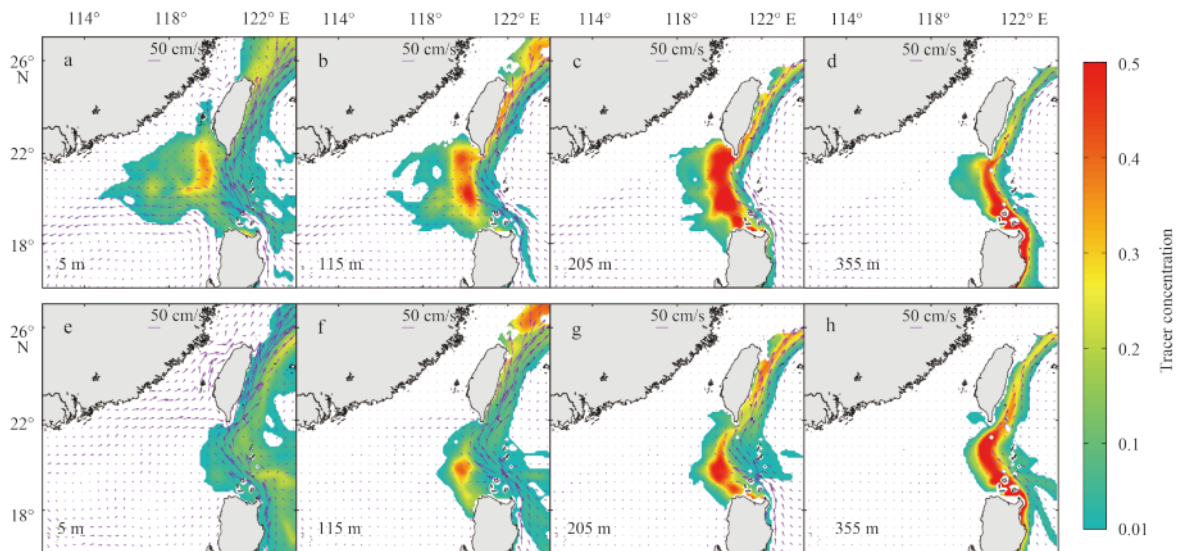 114° 118° 122° E 114° 118° 122° E 114° 118° 122° E 114° 118° 122° E
26°
N
22°
18°
a 50 cm/s 5 m
b 50 cm/s 115 m
c 50 cm/s 205 m
d 50 cm/s 355 m
26°
N
22°
18°
e 50 cm/s 5 m
f 50 cm/s 115 m
g 50 cm/s 205 m
h 50 cm/s 355 m
0.5
0.4
0.3
0.2
0.1
0.01
Tracer concentration